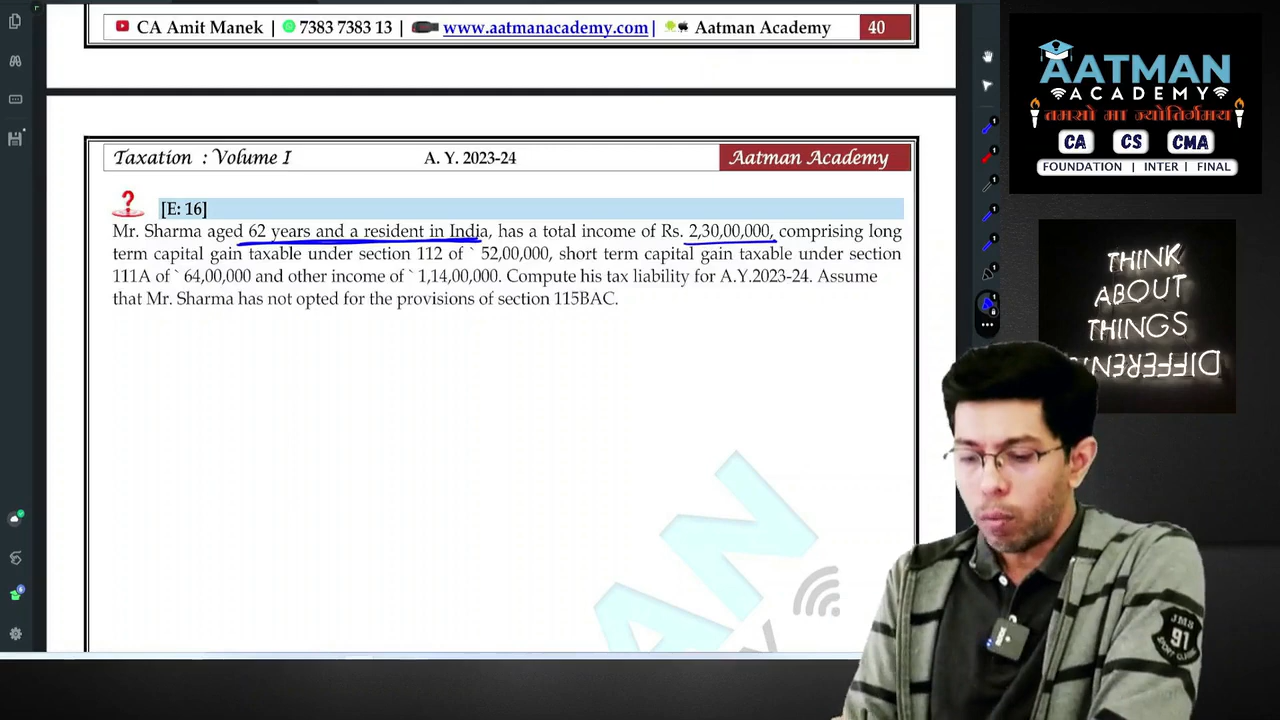 CA Amit Manek | 7383 7383 13 | www.aatmanacademy.com | Aatman Academy 40
Taxation : Volume I A. Y. 2023-24 Aatman Academy
[E: 16]
Mr. Sharma aged 62 years and a resident in India, has a total income of Rs. 2,30,00,000, comprising long
term capital gain taxable under section 112 of ` 52,00,000, short term capital gain taxable under section
111A of ` 64,00,000 and other income of ` 1,14,00,000. Compute his tax liability for A.Y.2023-24. Assume
that Mr. Sharma has not opted for the provisions of section 115BAC.
AATMAN
ACADEMY
तमसो मा ज्योतिर्गमय
CA CS CMA
FOUNDATION | INTER | FINAL
THINK
ABOUT
THINGS
JMS
91